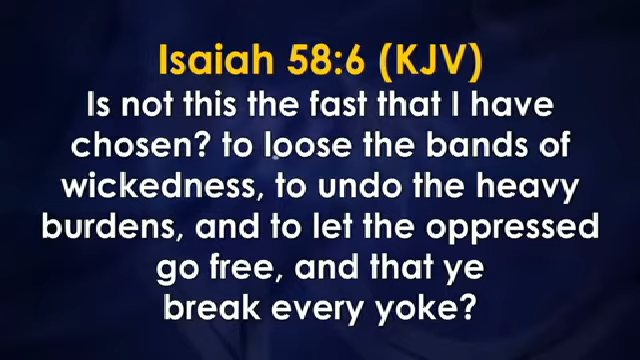 Isaiah 58:6 (KJV)
Is not this the fast that I have
chosen? to loose the bands of
wickedness, to undo the heavy
burdens, and to let the oppressed
go free, and that ye
break every yoke?